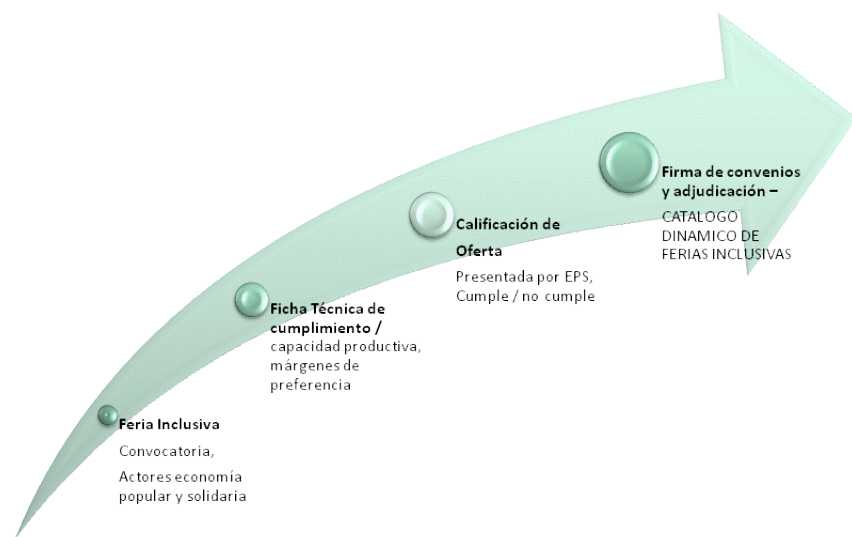 Feria Inclusiva
Convocatoria,
Actores economía
popular y solidaria
Ficha Técnica de
cumplimiento /
capacidad productiva,
márgenes de
preferencia
Calificación de
Oferta
Presentada por EPS,
Cumple / no cumple
Firma de convenios
y adjudicación –
CATALOGO
DINAMICO DE
FERIAS INCLUSIVAS